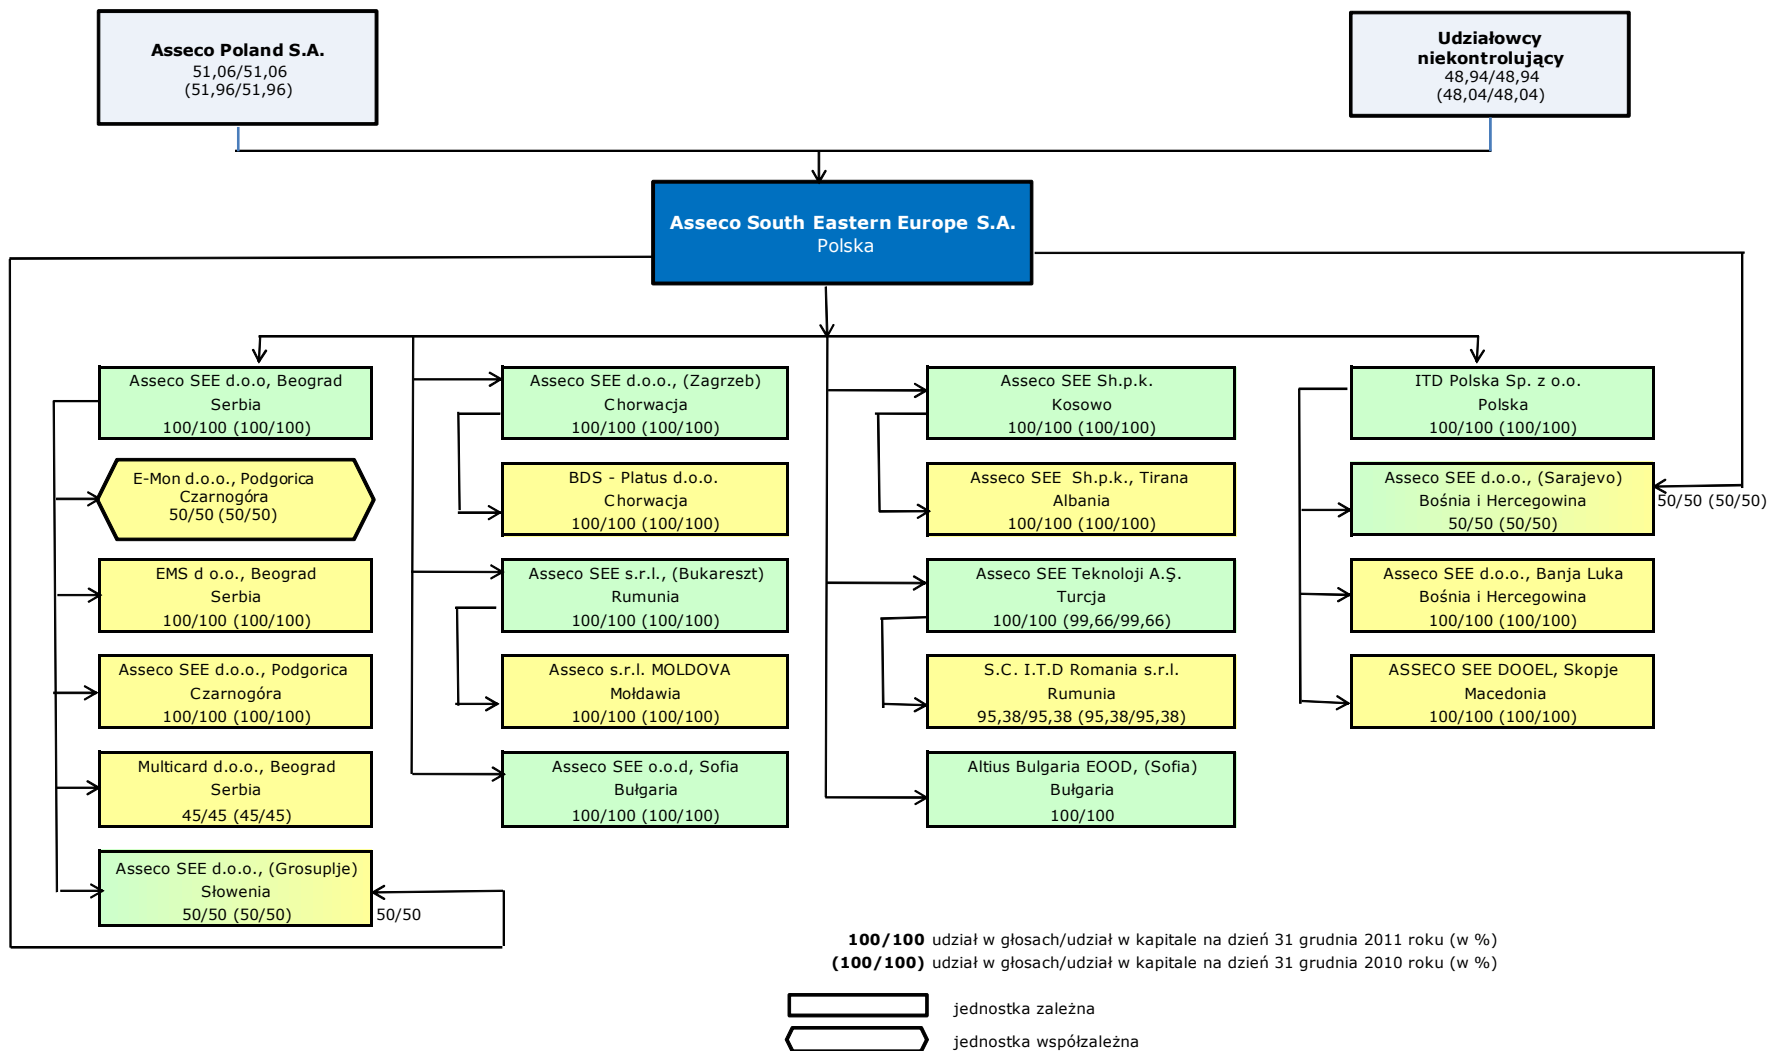 Asseco Poland S.A.
51,06/51,06
(51,96/51,96)
Udziałowcy
niekontrolujący
48,94/48,94
(48,04/48,04)
Asseco South Eastern Europe S.A.
Polska
Asseco SEE d.o.o, Beograd
Serbia
100/100 (100/100)
E-Mon d.o.o., Podgorica
Czarnogóra
50/50 (50/50)
EMS d o.o., Beograd
Serbia
100/100 (100/100)
Asseco SEE d.o.o., Podgorica
Czarnogóra
100/100 (100/100)
Multicard d.o.o., Beograd
Serbia
45/45 (45/45)
Asseco SEE d.o.o., (Grosuplje)
Słowenia
50/50 (50/50)
50/50
Asseco SEE d.o.o., (Zagrzeb)
Chorwacja
100/100 (100/100)
BDS - Platus d.o.o.
Chorwacja
100/100 (100/100)
Asseco SEE s.r.l., (Bukareszt)
Rumunia
100/100 (100/100)
Asseco s.r.l. MOLDOVA
Mołdawia
100/100 (100/100)
Asseco SEE o.o.d, Sofia
Bułgaria
100/100 (100/100)
Asseco SEE Sh.p.k.
Kosowo
100/100 (100/100)
Asseco SEE Sh.p.k., Tirana
Albania
100/100 (100/100)
Asseco SEE Teknoloji A.Ş.
Turcja
100/100 (99,66/99,66)
S.C. I.T.D Romania s.r.l.
Rumunia
95,38/95,38 (95,38/95,38)
Altius Bulgaria EOOD, (Sofia)
Bułgaria
100/100
ITD Polska Sp. z o.o.
Polska
100/100 (100/100)
Asseco SEE d.o.o., (Sarajevo)
Bośnia i Hercegowina
50/50 (50/50)
50/50 (50/50)
Asseco SEE d.o.o., Banja Luka
Bośnia i Hercegowina
100/100 (100/100)
ASSECO SEE DOOEL, Skopje
Macedonia
100/100 (100/100)
100/100 udział w głosach/udział w kapitale na dzień 31 grudnia 2011 roku (w %)
(100/100) udział w głosach/udział w kapitale na dzień 31 grudnia 2010 roku (w %)
jednostka zależna
jednostka współzależna